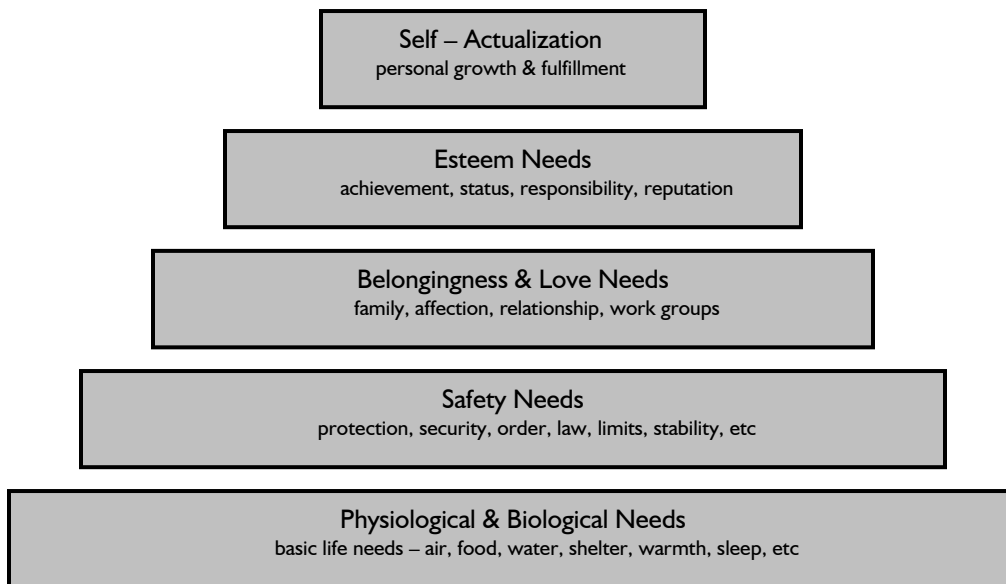 Self – Actualization
personal growth & fulfillment
Esteem Needs
achievement, status, responsibility, reputation
Belongingness & Love Needs
family, affection, relationship, work groups
Safety Needs
protection, security, order, law, limits, stability, etc
Physiological & Biological Needs
basic life needs – air, food, water, shelter, warmth, sleep, etc